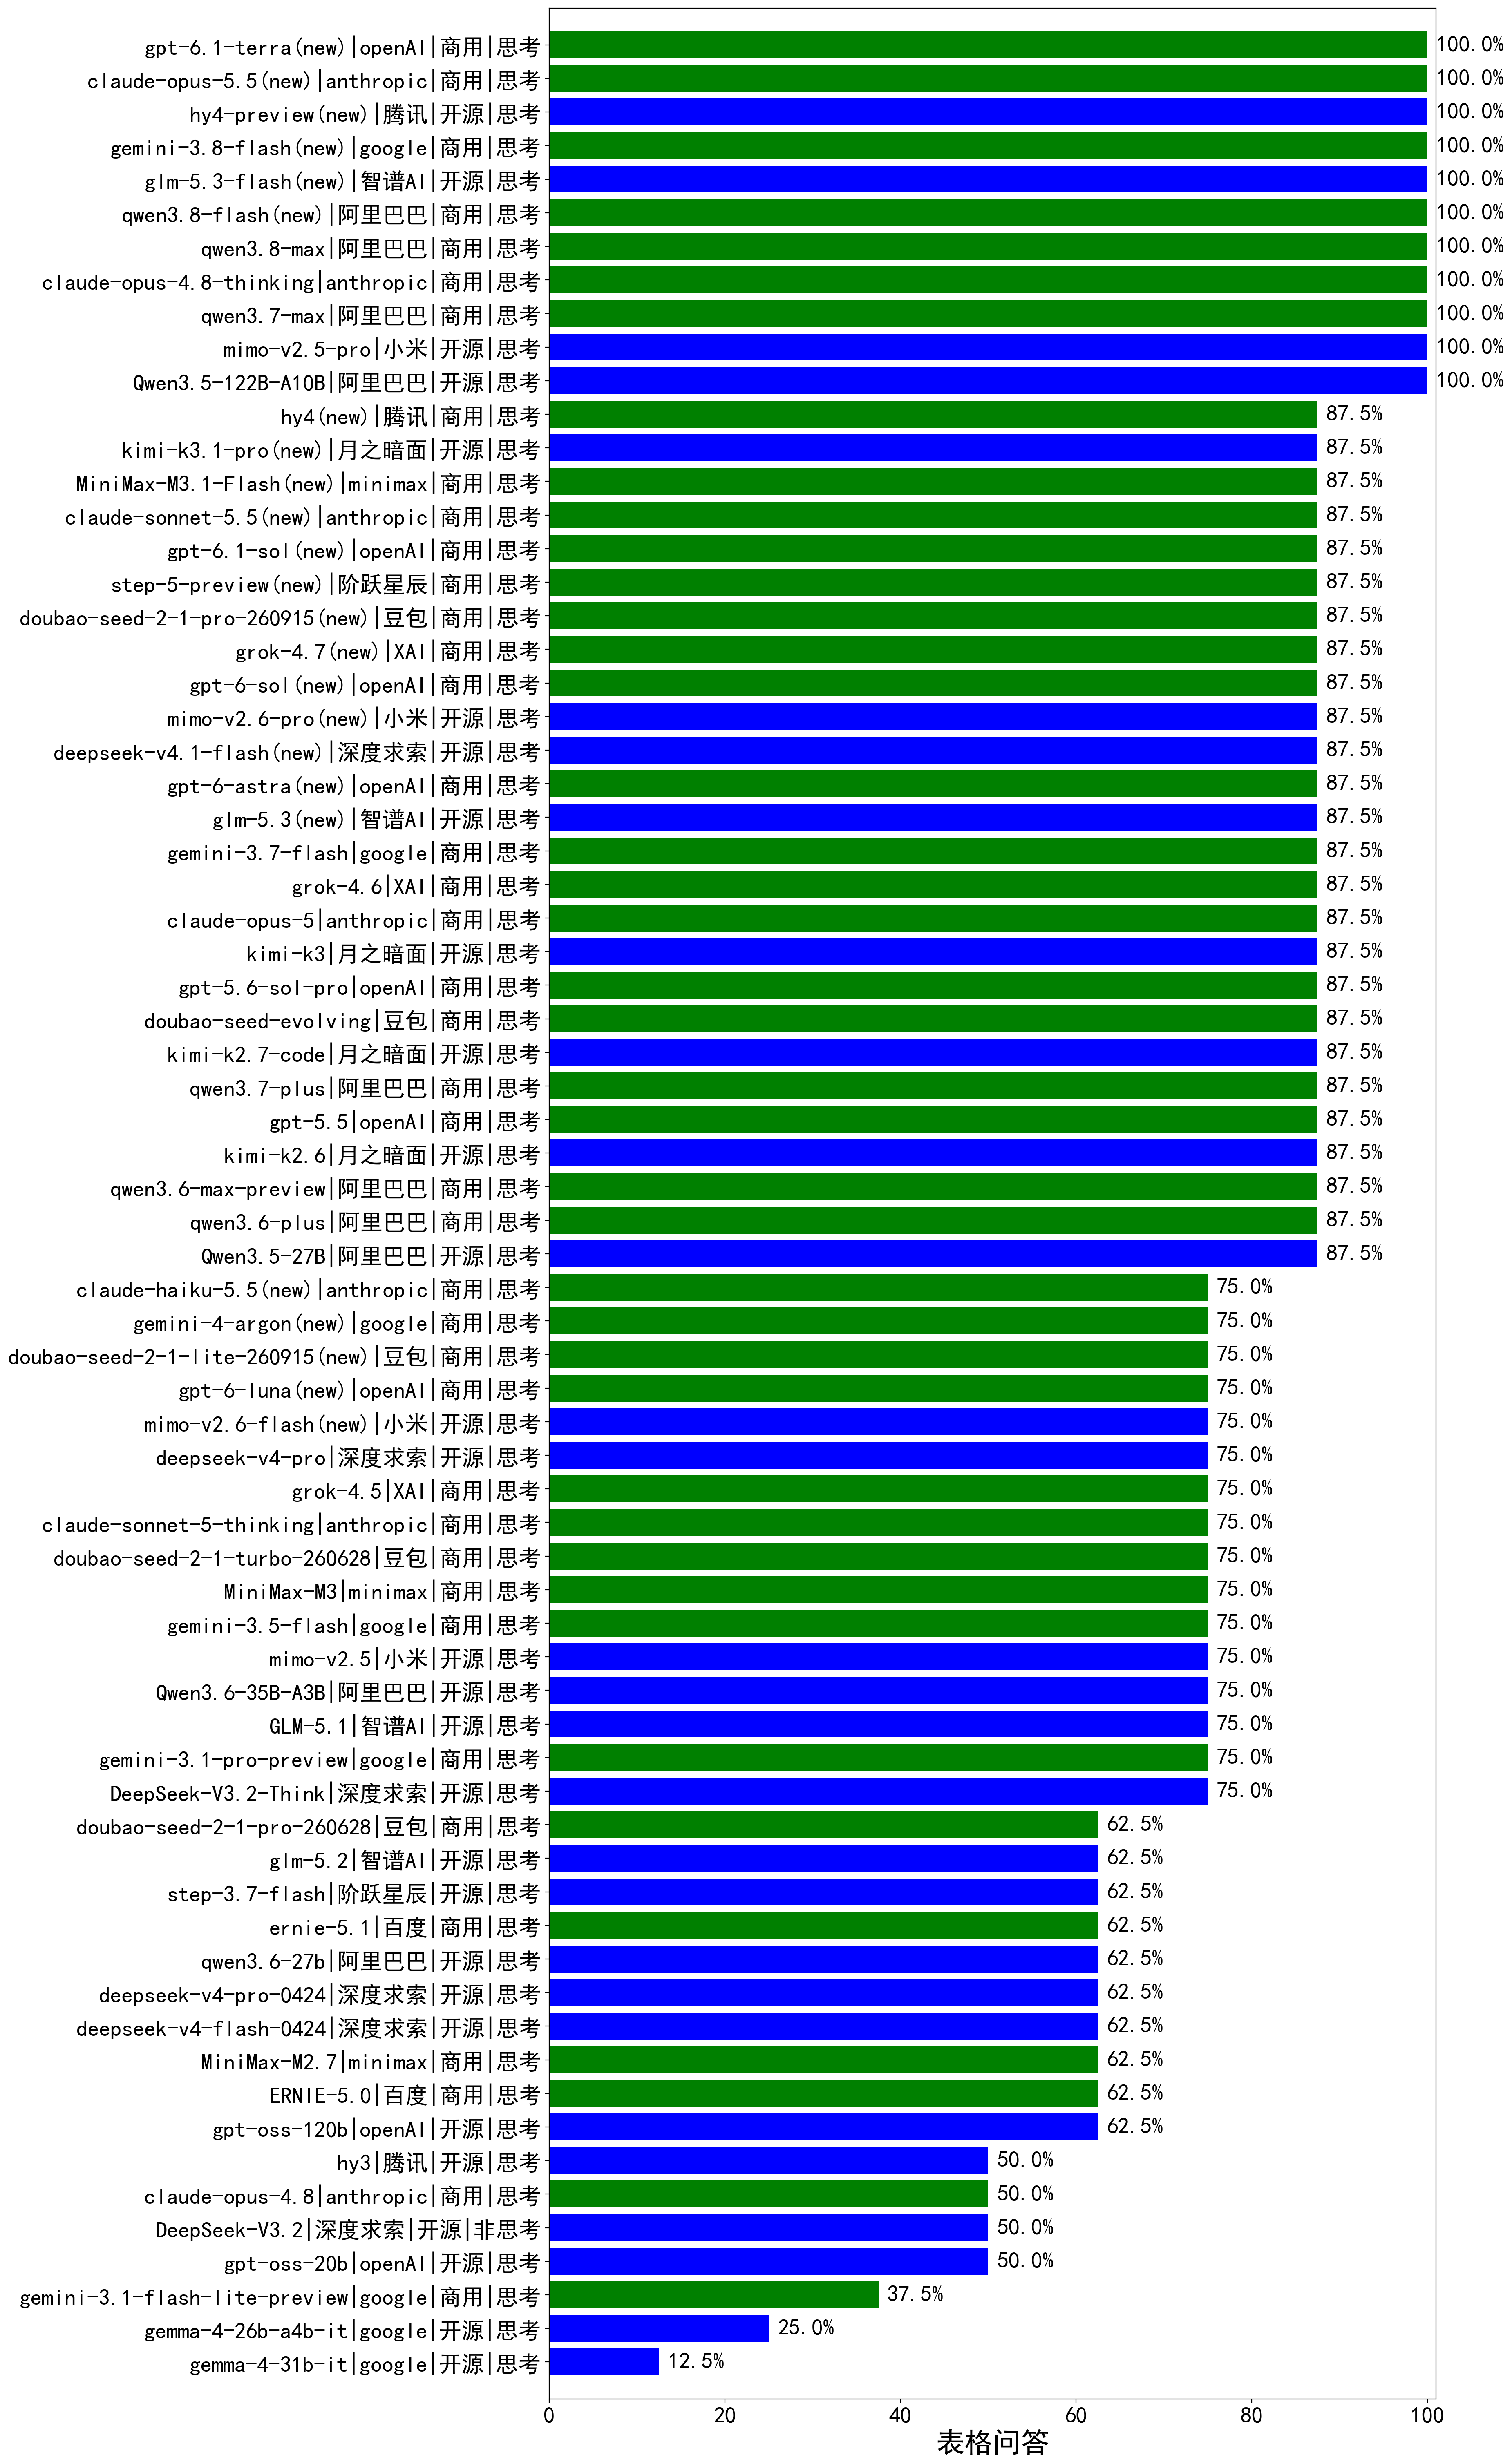 gpt-6.1-terra(new)|openAI|商用|思考 100.0%
claude-opus-5.5(new)|anthropic|商用|思考 100.0%
hy4-preview(new)|腾讯|开源|思考 100.0%
gemini-3.8-flash(new)|google|商用|思考 100.0%
glm-5.3-flash(new)|智谱AI|开源|思考 100.0%
qwen3.8-flash(new)|阿里巴巴|商用|思考 100.0%
qwen3.8-max|阿里巴巴|商用|思考 100.0%
claude-opus-4.8-thinking|anthropic|商用|思考 100.0%
qwen3.7-max|阿里巴巴|商用|思考 100.0%
mimo-v2.5-pro|小米|开源|思考 100.0%
Qwen3.5-122B-A10B|阿里巴巴|开源|思考 100.0%
hy4(new)|腾讯|商用|思考 87.5%
kimi-k3.1-pro(new)|月之暗面|开源|思考 87.5%
MiniMax-M3.1-Flash(new)|minimax|商用|思考 87.5%
claude-sonnet-5.5(new)|anthropic|商用|思考 87.5%
gpt-6.1-sol(new)|openAI|商用|思考 87.5%
step-5-preview(new)|阶跃星辰|商用|思考 87.5%
doubao-seed-2-1-pro-260915(new)|豆包|商用|思考 87.5%
grok-4.7(new)|XAI|商用|思考 87.5%
gpt-6-sol(new)|openAI|商用|思考 87.5%
mimo-v2.6-pro(new)|小米|开源|思考 87.5%
deepseek-v4.1-flash(new)|深度求索|开源|思考 87.5%
gpt-6-astra(new)|openAI|商用|思考 87.5%
glm-5.3(new)|智谱AI|开源|思考 87.5%
gemini-3.7-flash|google|商用|思考 87.5%
grok-4.6|XAI|商用|思考 87.5%
claude-opus-5|anthropic|商用|思考 87.5%
kimi-k3|月之暗面|开源|思考 87.5%
gpt-5.6-sol-pro|openAI|商用|思考 87.5%
doubao-seed-evolving|豆包|商用|思考 87.5%
kimi-k2.7-code|月之暗面|开源|思考 87.5%
qwen3.7-plus|阿里巴巴|商用|思考 87.5%
gpt-5.5|openAI|商用|思考 87.5%
kimi-k2.6|月之暗面|开源|思考 87.5%
qwen3.6-max-preview|阿里巴巴|商用|思考 87.5%
qwen3.6-plus|阿里巴巴|商用|思考 87.5%
Qwen3.5-27B|阿里巴巴|开源|思考 87.5%
claude-haiku-5.5(new)|anthropic|商用|思考 75.0%
gemini-4-argon(new)|google|商用|思考 75.0%
doubao-seed-2-1-lite-260915(new)|豆包|商用|思考 75.0%
gpt-6-luna(new)|openAI|商用|思考 75.0%
mimo-v2.6-flash(new)|小米|开源|思考 75.0%
deepseek-v4-pro|深度求索|开源|思考 75.0%
grok-4.5|XAI|商用|思考 75.0%
claude-sonnet-5-thinking|anthropic|商用|思考 75.0%
doubao-seed-2-1-turbo-260628|豆包|商用|思考 75.0%
MiniMax-M3|minimax|商用|思考 75.0%
gemini-3.5-flash|google|商用|思考 75.0%
mimo-v2.5|小米|开源|思考 75.0%
Qwen3.6-35B-A3B|阿里巴巴|开源|思考 75.0%
GLM-5.1|智谱AI|开源|思考 75.0%
gemini-3.1-pro-preview|google|商用|思考 75.0%
DeepSeek-V3.2-Think|深度求索|开源|思考 75.0%
doubao-seed-2-1-pro-260628|豆包|商用|思考 62.5%
glm-5.2|智谱AI|开源|思考 62.5%
step-3.7-flash|阶跃星辰|开源|思考 62.5%
ernie-5.1|百度|商用|思考 62.5%
qwen3.6-27b|阿里巴巴|开源|思考 62.5%
deepseek-v4-pro-0424|深度求索|开源|思考 62.5%
deepseek-v4-flash-0424|深度求索|开源|思考 62.5%
MiniMax-M2.7|minimax|商用|思考 62.5%
ERNIE-5.0|百度|商用|思考 62.5%
gpt-oss-120b|openAI|开源|思考 62.5%
hy3|腾讯|开源|思考 50.0%
claude-opus-4.8|anthropic|商用|思考 50.0%
DeepSeek-V3.2|深度求索|开源|非思考 50.0%
gpt-oss-20b|openAI|开源|思考 50.0%
gemini-3.1-flash-lite-preview|google|商用|思考 37.5%
gemma-4-26b-a4b-it|google|开源|思考 25.0%
gemma-4-31b-it|google|开源|思考 12.5%
0 20 40 60 80 100
表格问答